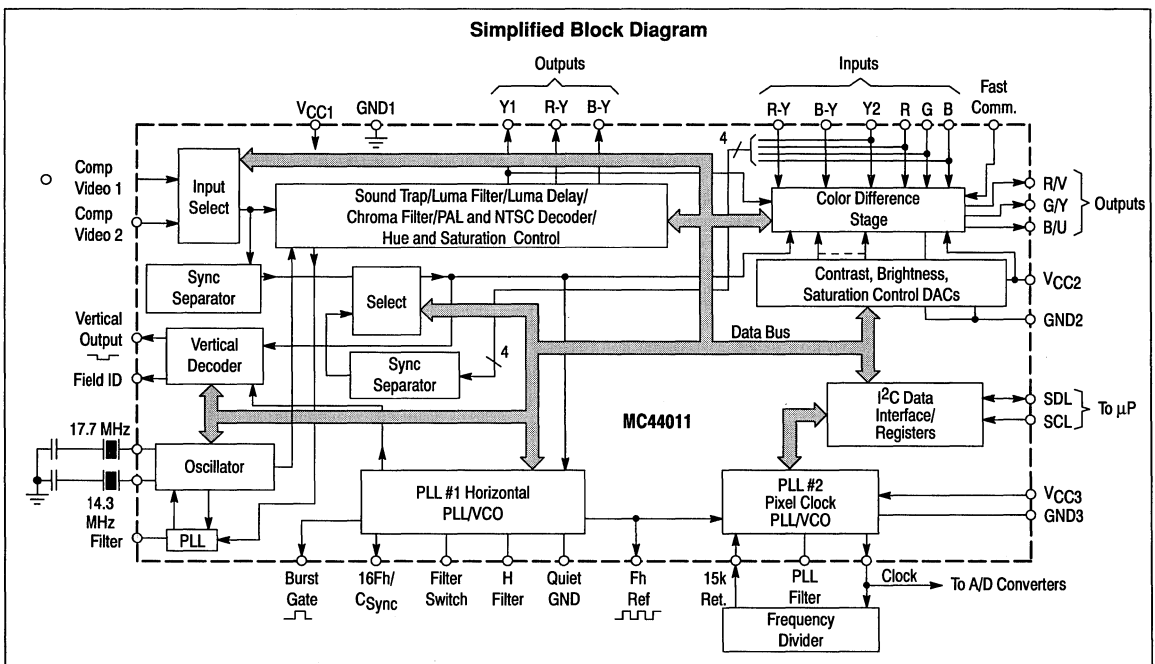 Simplified Block Diagram
Outputs
Inputs
VCC1
GND1
Y1
R-Y
B-Y
R-Y
B-Y
Y2
R
G
B
Fast
Comm.
4
Comp
Video 1
Comp
Video 2
Input
Select
Sound Trap/Luma Filter/Luma Delay/
Chroma Filter/PAL and NTSC Decoder/
Hue and Saturation Control
Color Difference
Stage
R/V
G/Y
B/U
Outputs
Sync
Separator
Select
Contrast, Brightness,
Saturation Control DACs
VCC2
GND2
Vertical
Output
Field ID
Vertical
Decoder
Sync
Separator
4
Data Bus
I2C Data
Interface/
Registers
SDL
SCL
To µP
MC44011
17.7 MHz
14.3
MHz
Filter
Oscillator
PLL
PLL #1 Horizontal
PLL/VCO
PLL #2
Pixel Clock
PLL/VCO
VCC3
GND3
Burst
Gate
16Fh/
CSync
Filter
Switch
H
Filter
Quiet
GND
Fh
Ref
15k
Ret.
PLL
Filter
Clock
To A/D Converters
Frequency
Divider